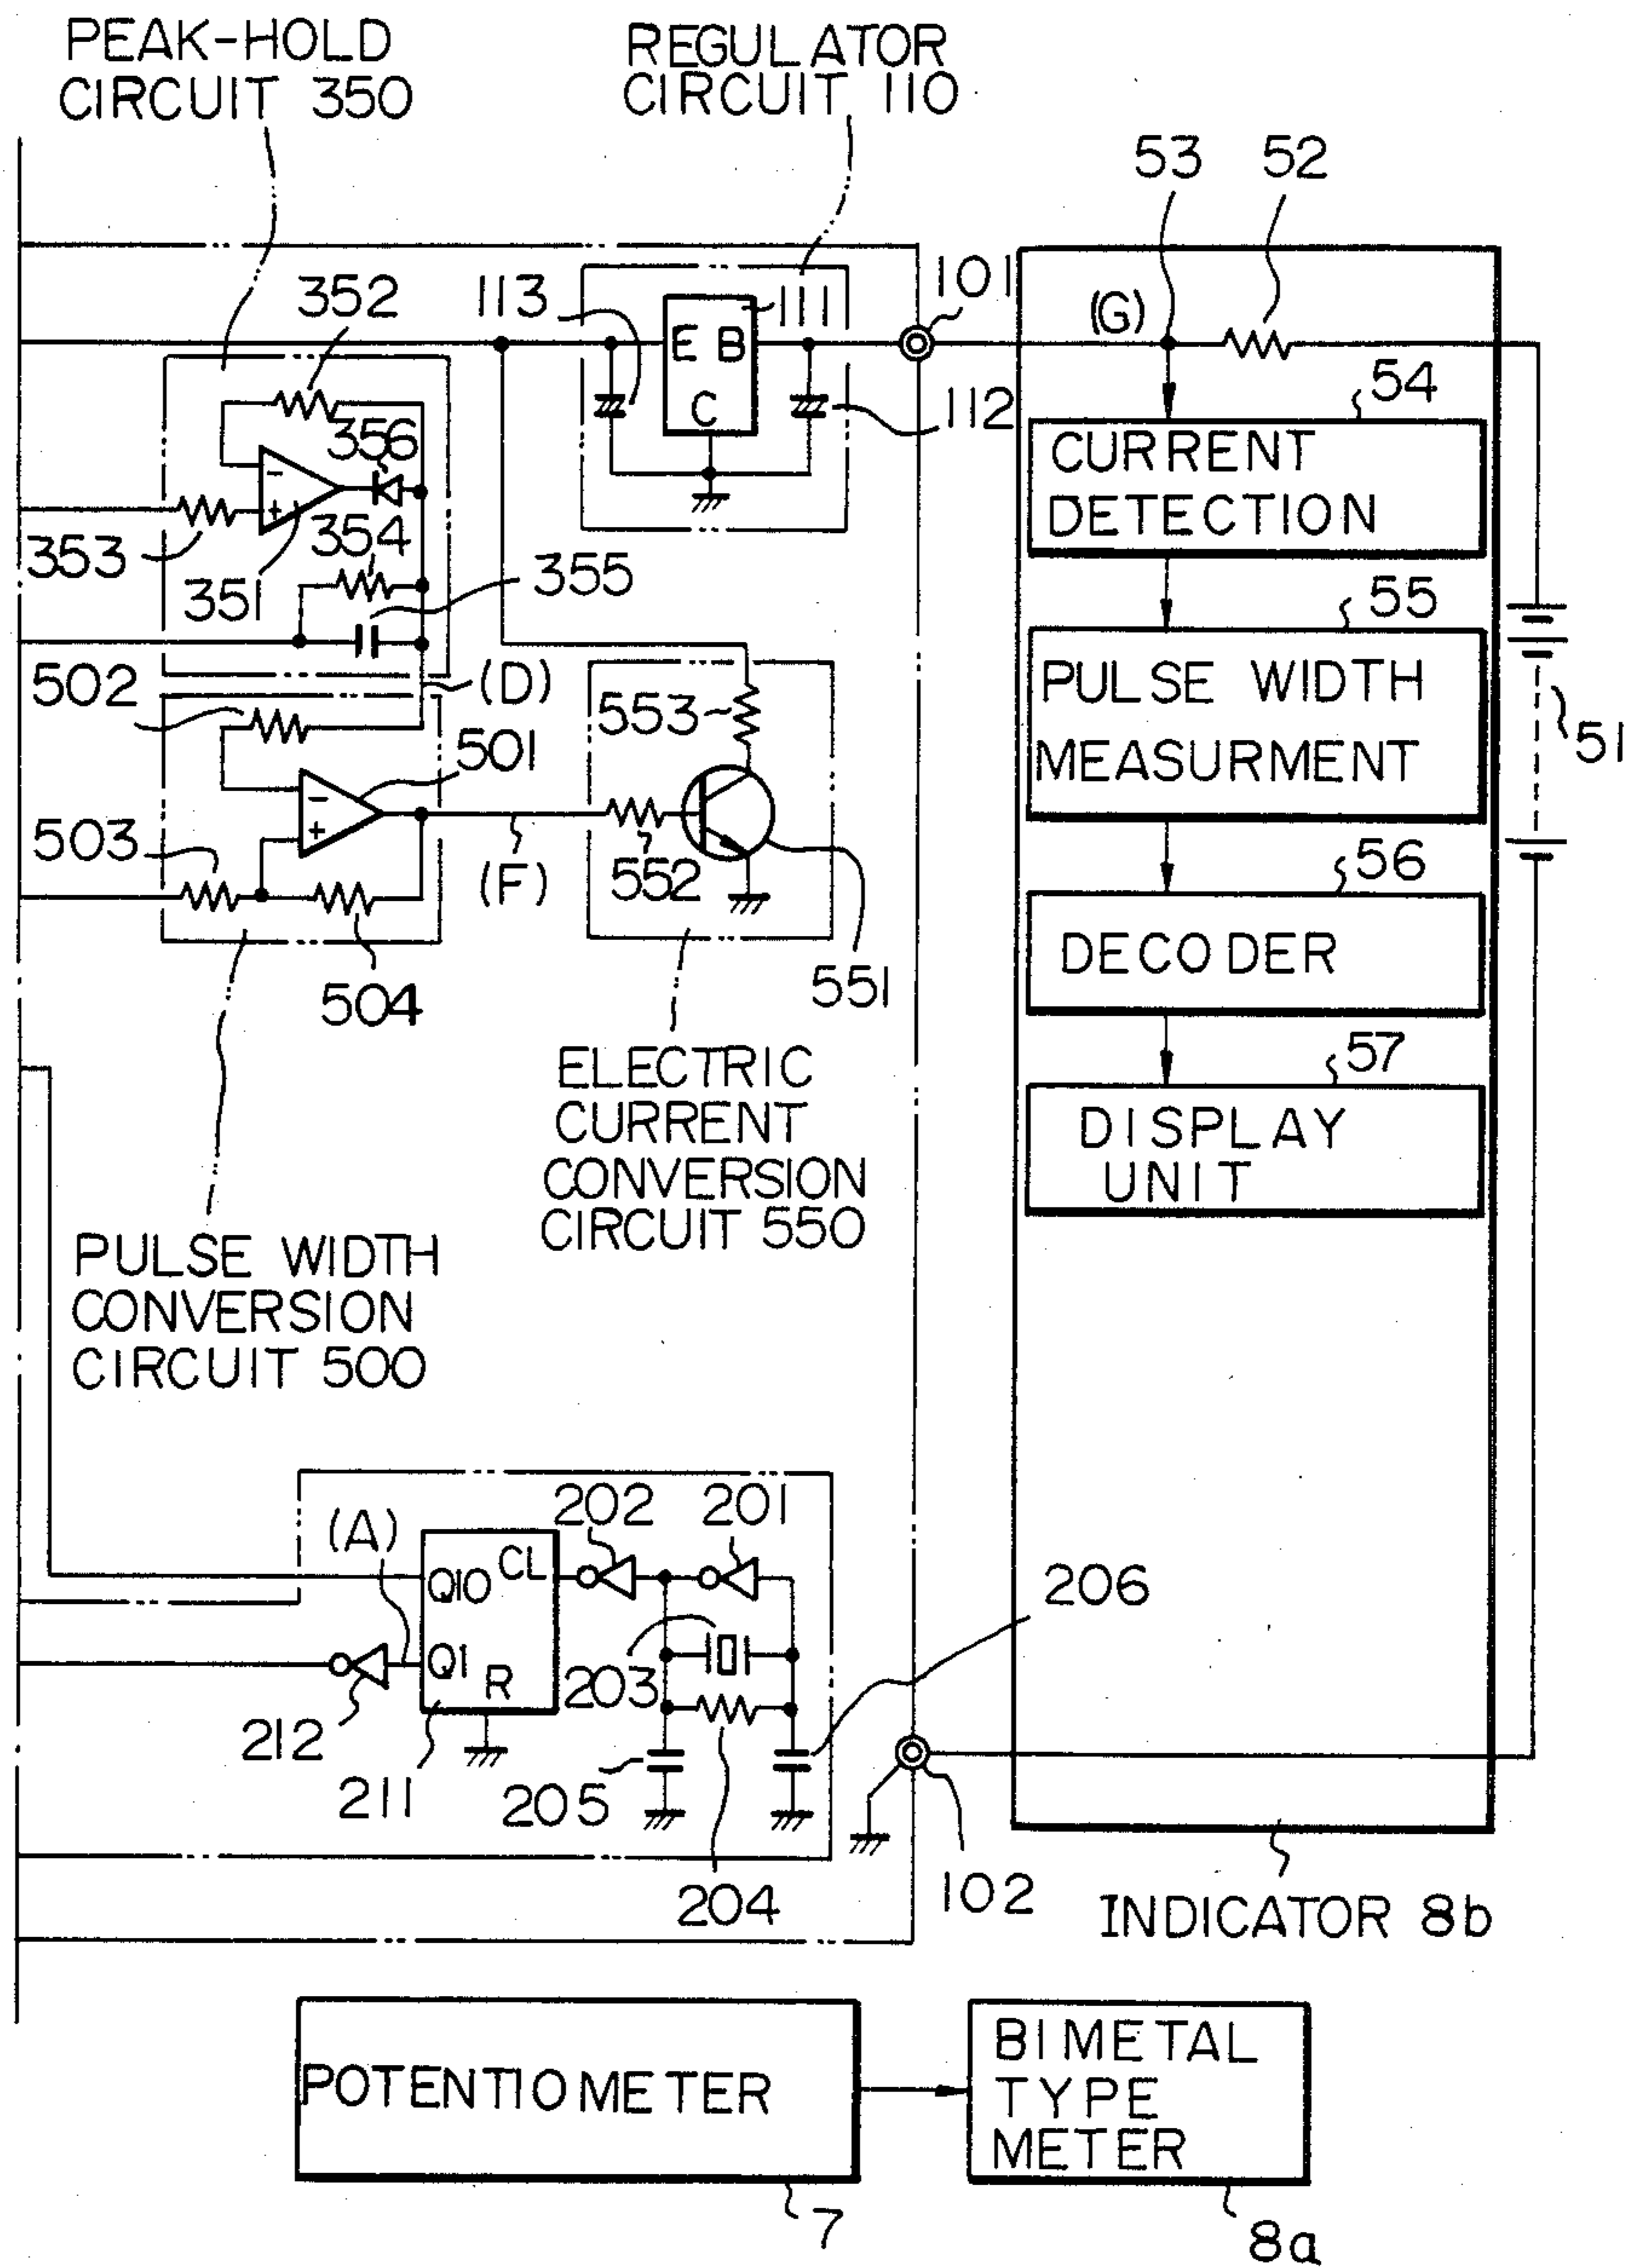 PEAK-HOLD
CIRCUIT 350
REGULATOR
CIRCUIT 110
53
52
101
113
111
352
(G)
E B
C
112
54
356
CURRENT
DETECTION
-
+
353
354
351
355
55
502
(D)
553
PULSE WIDTH
MEASURMENT
51
501
-
+
503
(F)
552
56
DECODER
504
551
57
ELECTRIC
CURRENT
CONVERSION
CIRCUIT 550
DISPLAY
UNIT
PULSE WIDTH
CONVERSION
CIRCUIT 500
202
201
(A)
CL
Q10
206
Q1
R
203
212
211
205
204
102
INDICATOR 8b
POTENTIOMETER
BIMETAL
TYPE
METER
7
8a